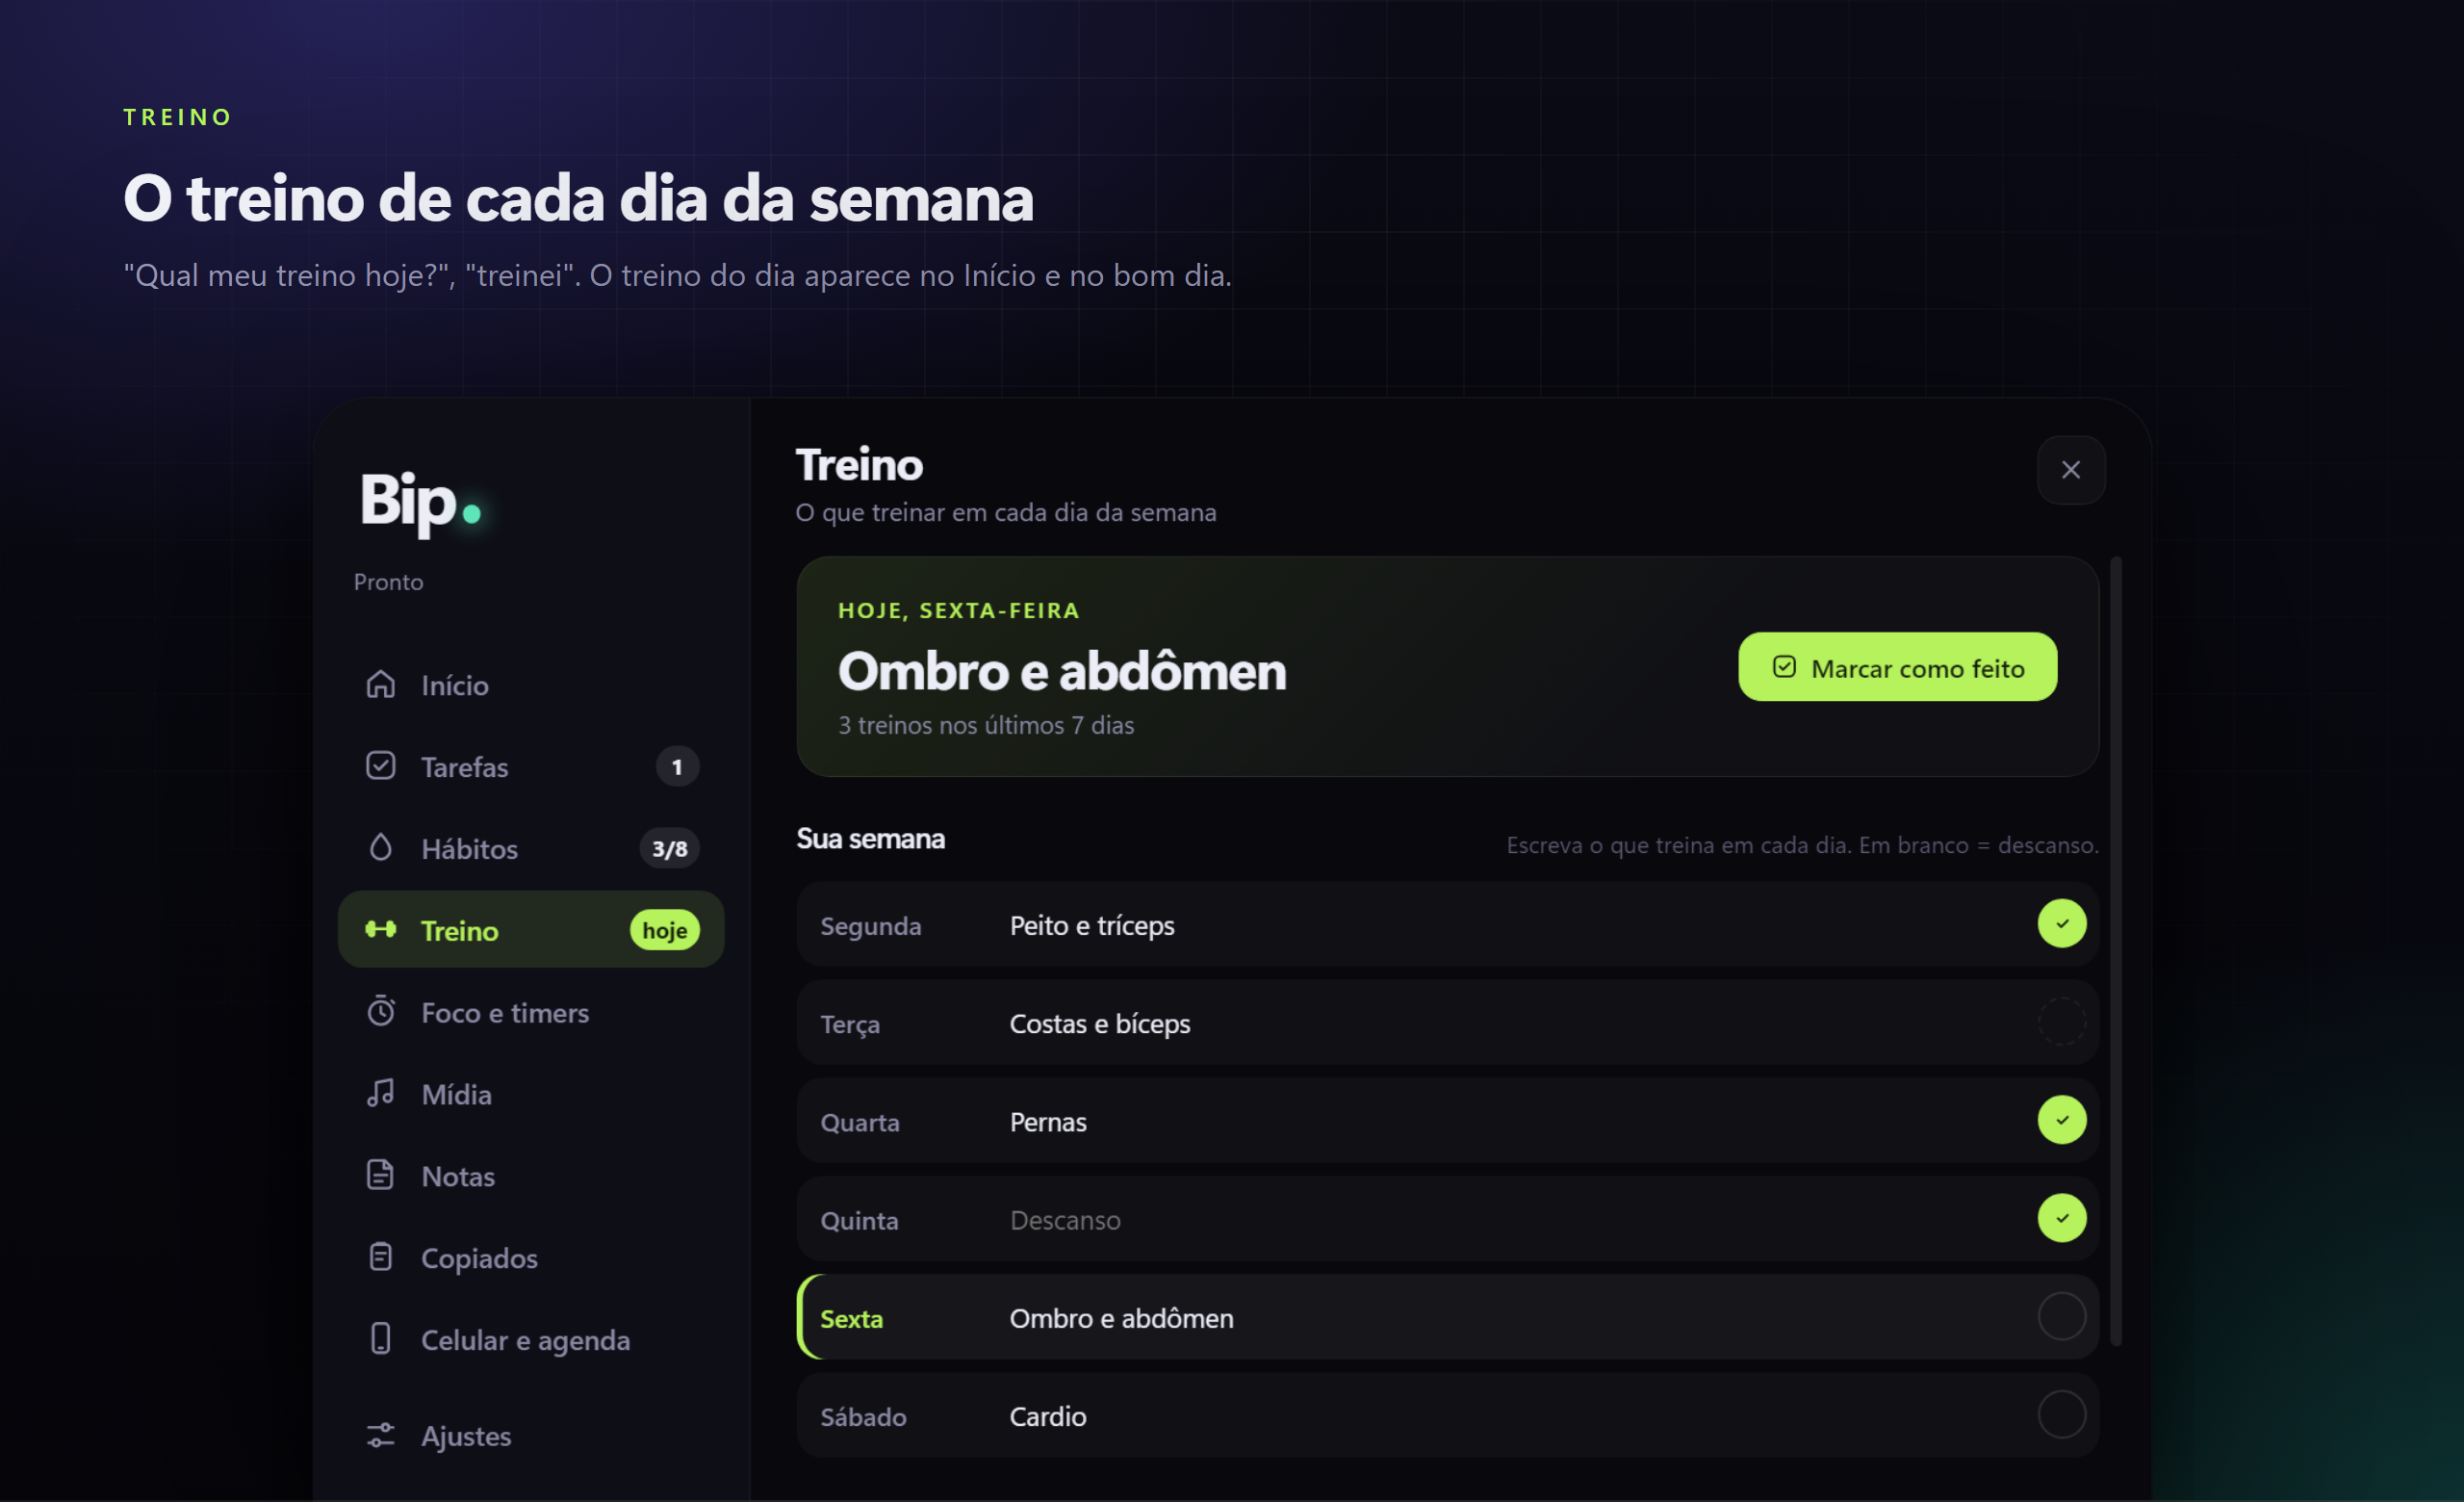 TREINO
O treino de cada dia da semana
"Qual meu treino hoje?", "treinei". O treino do dia aparece no Início e no bom dia.
Bip.
Pronto
Início
Tarefas 1
Hábitos 3/8
Treino hoje
Foco e timers
Mídia
Notas
Copiados
Celular e agenda
Ajustes
Treino
O que treinar em cada dia da semana
HOJE, SEXTA-FEIRA
Ombro e abdômen
3 treinos nos últimos 7 dias
Marcar como feito
Sua semana
Escreva o que treina em cada dia. Em branco = descanso.
Segunda Peito e tríceps
Terça Costas e bíceps
Quarta Pernas
Quinta Descanso
Sexta Ombro e abdômen
Sábado Cardio